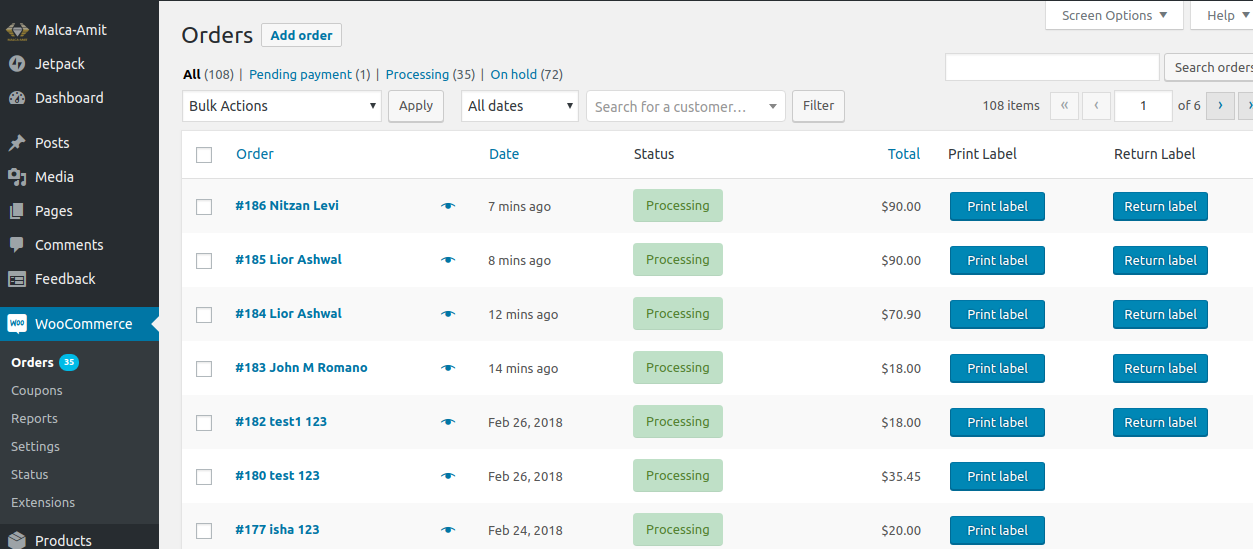 Screen Options Help
Malca-Amit
Jetpack
Dashboard
Posts
Media
Pages
Comments
Feedback
WooCommerce
Orders 35
Coupons
Reports
Settings
Status
Extensions
Products
Orders Add order
All (108) | Pending payment (1) | Processing (35) | On hold (72)
Search orders
Bulk Actions Apply All dates Search for a customer… Filter 108 items « ‹ 1 of 6 ›
Order Date Status Total Print Label Return Label
#186 Nitzan Levi 7 mins ago Processing $90.00 Print label Return label
#185 Lior Ashwal 8 mins ago Processing $90.00 Print label Return label
#184 Lior Ashwal 12 mins ago Processing $70.90 Print label Return label
#183 John M Romano 14 mins ago Processing $18.00 Print label Return label
#182 test1 123 Feb 26, 2018 Processing $18.00 Print label Return label
#180 test 123 Feb 26, 2018 Processing $35.45 Print label
#177 isha 123 Feb 24, 2018 Processing $20.00 Print label